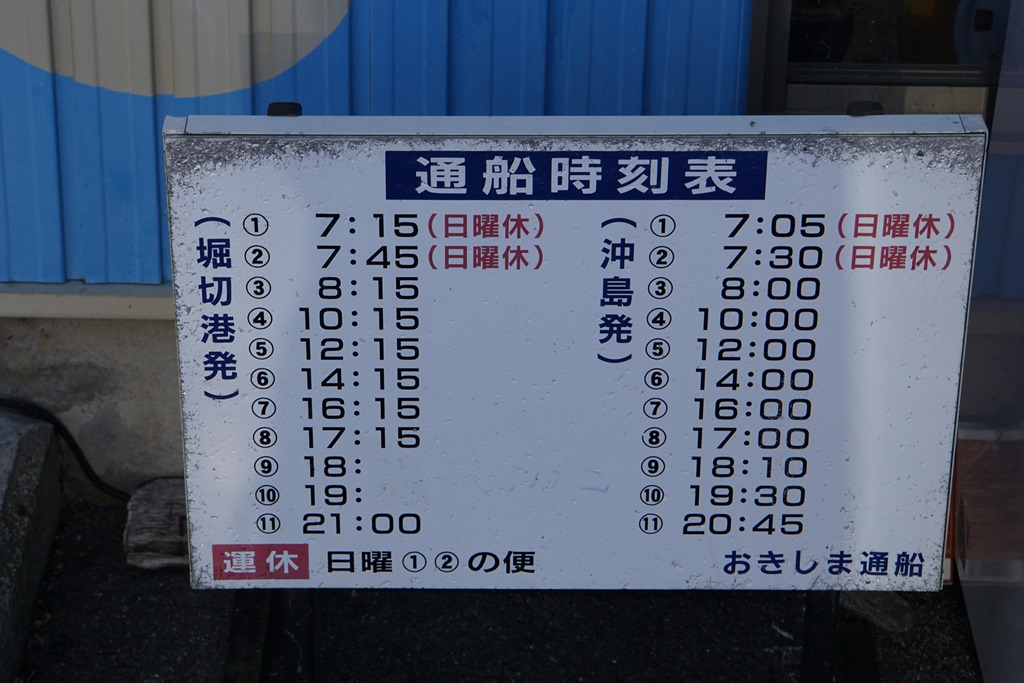 通船時刻表
（堀切港発）
① 7:15（日曜休）
② 7:45（日曜休）
③ 8:15
④ 10:15
⑤ 12:15
⑥ 14:15
⑦ 16:15
⑧ 17:15
⑨ 18:
⑩ 19:
⑪ 21:00
（沖島発）
① 7:05（日曜休）
② 7:30（日曜休）
③ 8:00
④ 10:00
⑤ 12:00
⑥ 14:00
⑦ 16:00
⑧ 17:00
⑨ 18:10
⑩ 19:30
⑪ 20:45
運休 日曜①②の便
おきしま通船